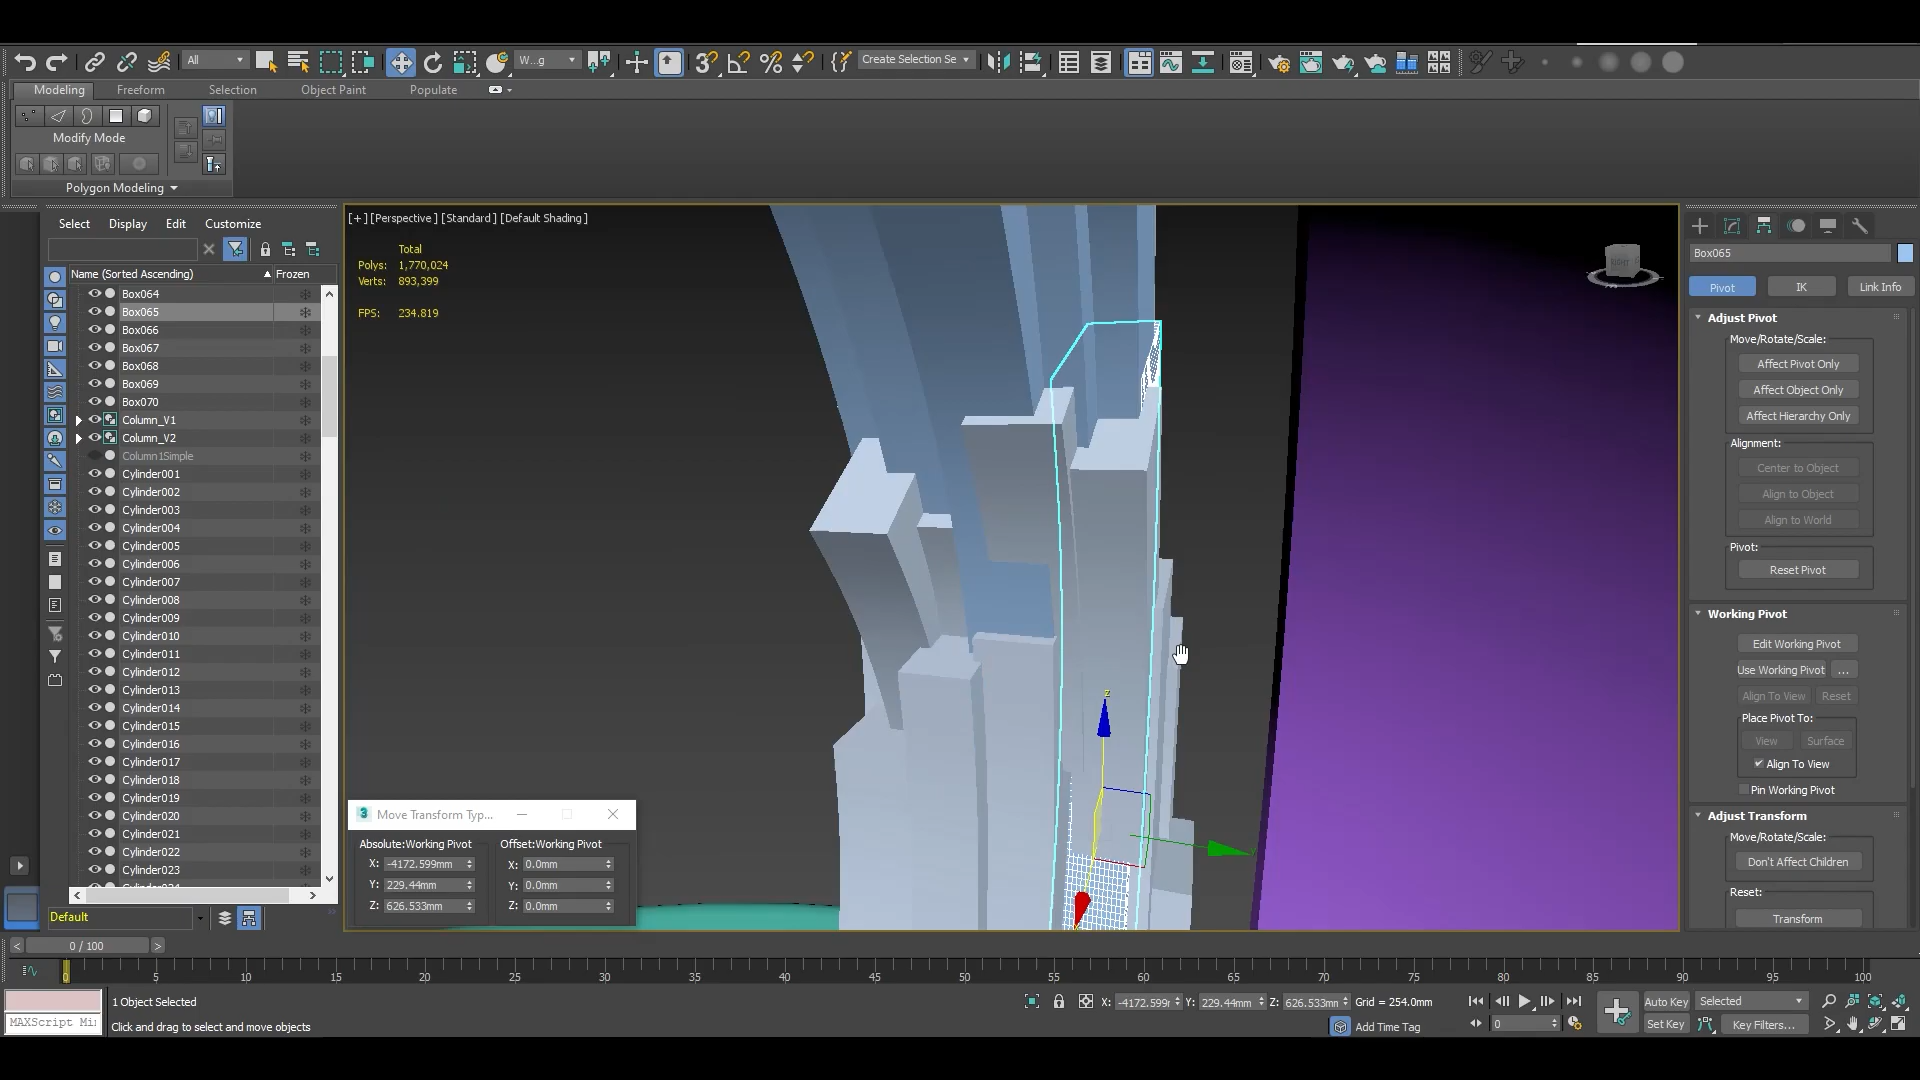 All
W...g
Create Selection Se
Modeling
Freeform
Selection
Object Paint
Populate
Modify Mode
Polygon Modeling
Select
Display
Edit
Customize
Name (Sorted Ascending)
Frozen
Box064
Box065
Box066
Box067
Box068
Box069
Box070
Column_V1
Column_V2
Column1Simple
Cylinder001
Cylinder002
Cylinder003
Cylinder004
Cylinder005
Cylinder006
Cylinder007
Cylinder008
Cylinder009
Cylinder010
Cylinder011
Cylinder012
Cylinder013
Cylinder014
Cylinder015
Cylinder016
Cylinder017
Cylinder018
Cylinder019
Cylinder020
Cylinder021
Cylinder022
Cylinder023
Default
[+] [Perspective ] [Standard ] [Default Shading ]
Total
Polys: 1,770,024
Verts: 893,399
FPS: 234.819
RIGHT
z
Move Transform Typ...
Absolute:Working Pivot
X: -4172.599mm
Y: 229.44mm
Z: 626.533mm
Offset:Working Pivot
X: 0.0mm
Y: 0.0mm
Z: 0.0mm
Box065
Pivot
IK
Link Info
Adjust Pivot
Move/Rotate/Scale:
Affect Pivot Only
Affect Object Only
Affect Hierarchy Only
Alignment:
Center to Object
Align to Object
Align to World
Pivot:
Reset Pivot
Working Pivot
Edit Working Pivot
Use Working Pivot ...
Align To View Reset
Place Pivot To:
View Surface
Align To View
Pin Working Pivot
Adjust Transform
Move/Rotate/Scale:
Don't Affect Children
Reset:
Transform
< 0 / 100 >
0 5 10 15 20 25 30 35 40 45 50 55 60 65 70 75 80 85 90 95 100
1 Object Selected
MAXScript Mi
Click and drag to select and move objects
X: -4172.599 Y: 229.44mm Z: 626.533mm Grid = 254.0mm
Add Time Tag
0
Auto Key
Selected
Set Key
Key Filters...